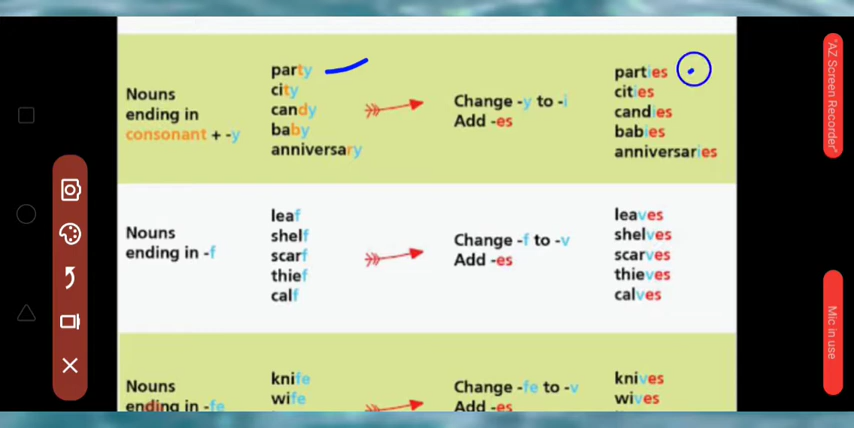 Nouns
ending in
consonant + -y
party
city
candy
baby
anniversary
Change -y to -i
Add -es
parties
cities
candies
babies
anniversaries
Nouns
ending in -f
leaf
shelf
scarf
thief
calf
Change -f to -v
Add -es
leaves
shelves
scarves
thieves
calves
Nouns
ending in -fe
knife
wife
Change -fe to -v
Add -es
knives
wives
"AZ Screen Recorder"
Mic in use